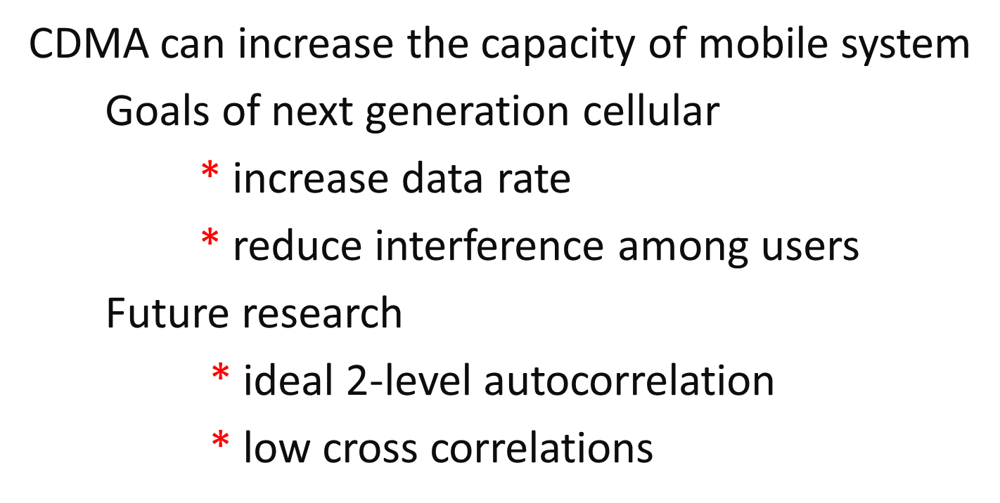 CDMA can increase the capacity of mobile system
Goals of next generation cellular
* increase data rate
* reduce interference among users
Future research
* ideal 2-level autocorrelation
* low cross correlations